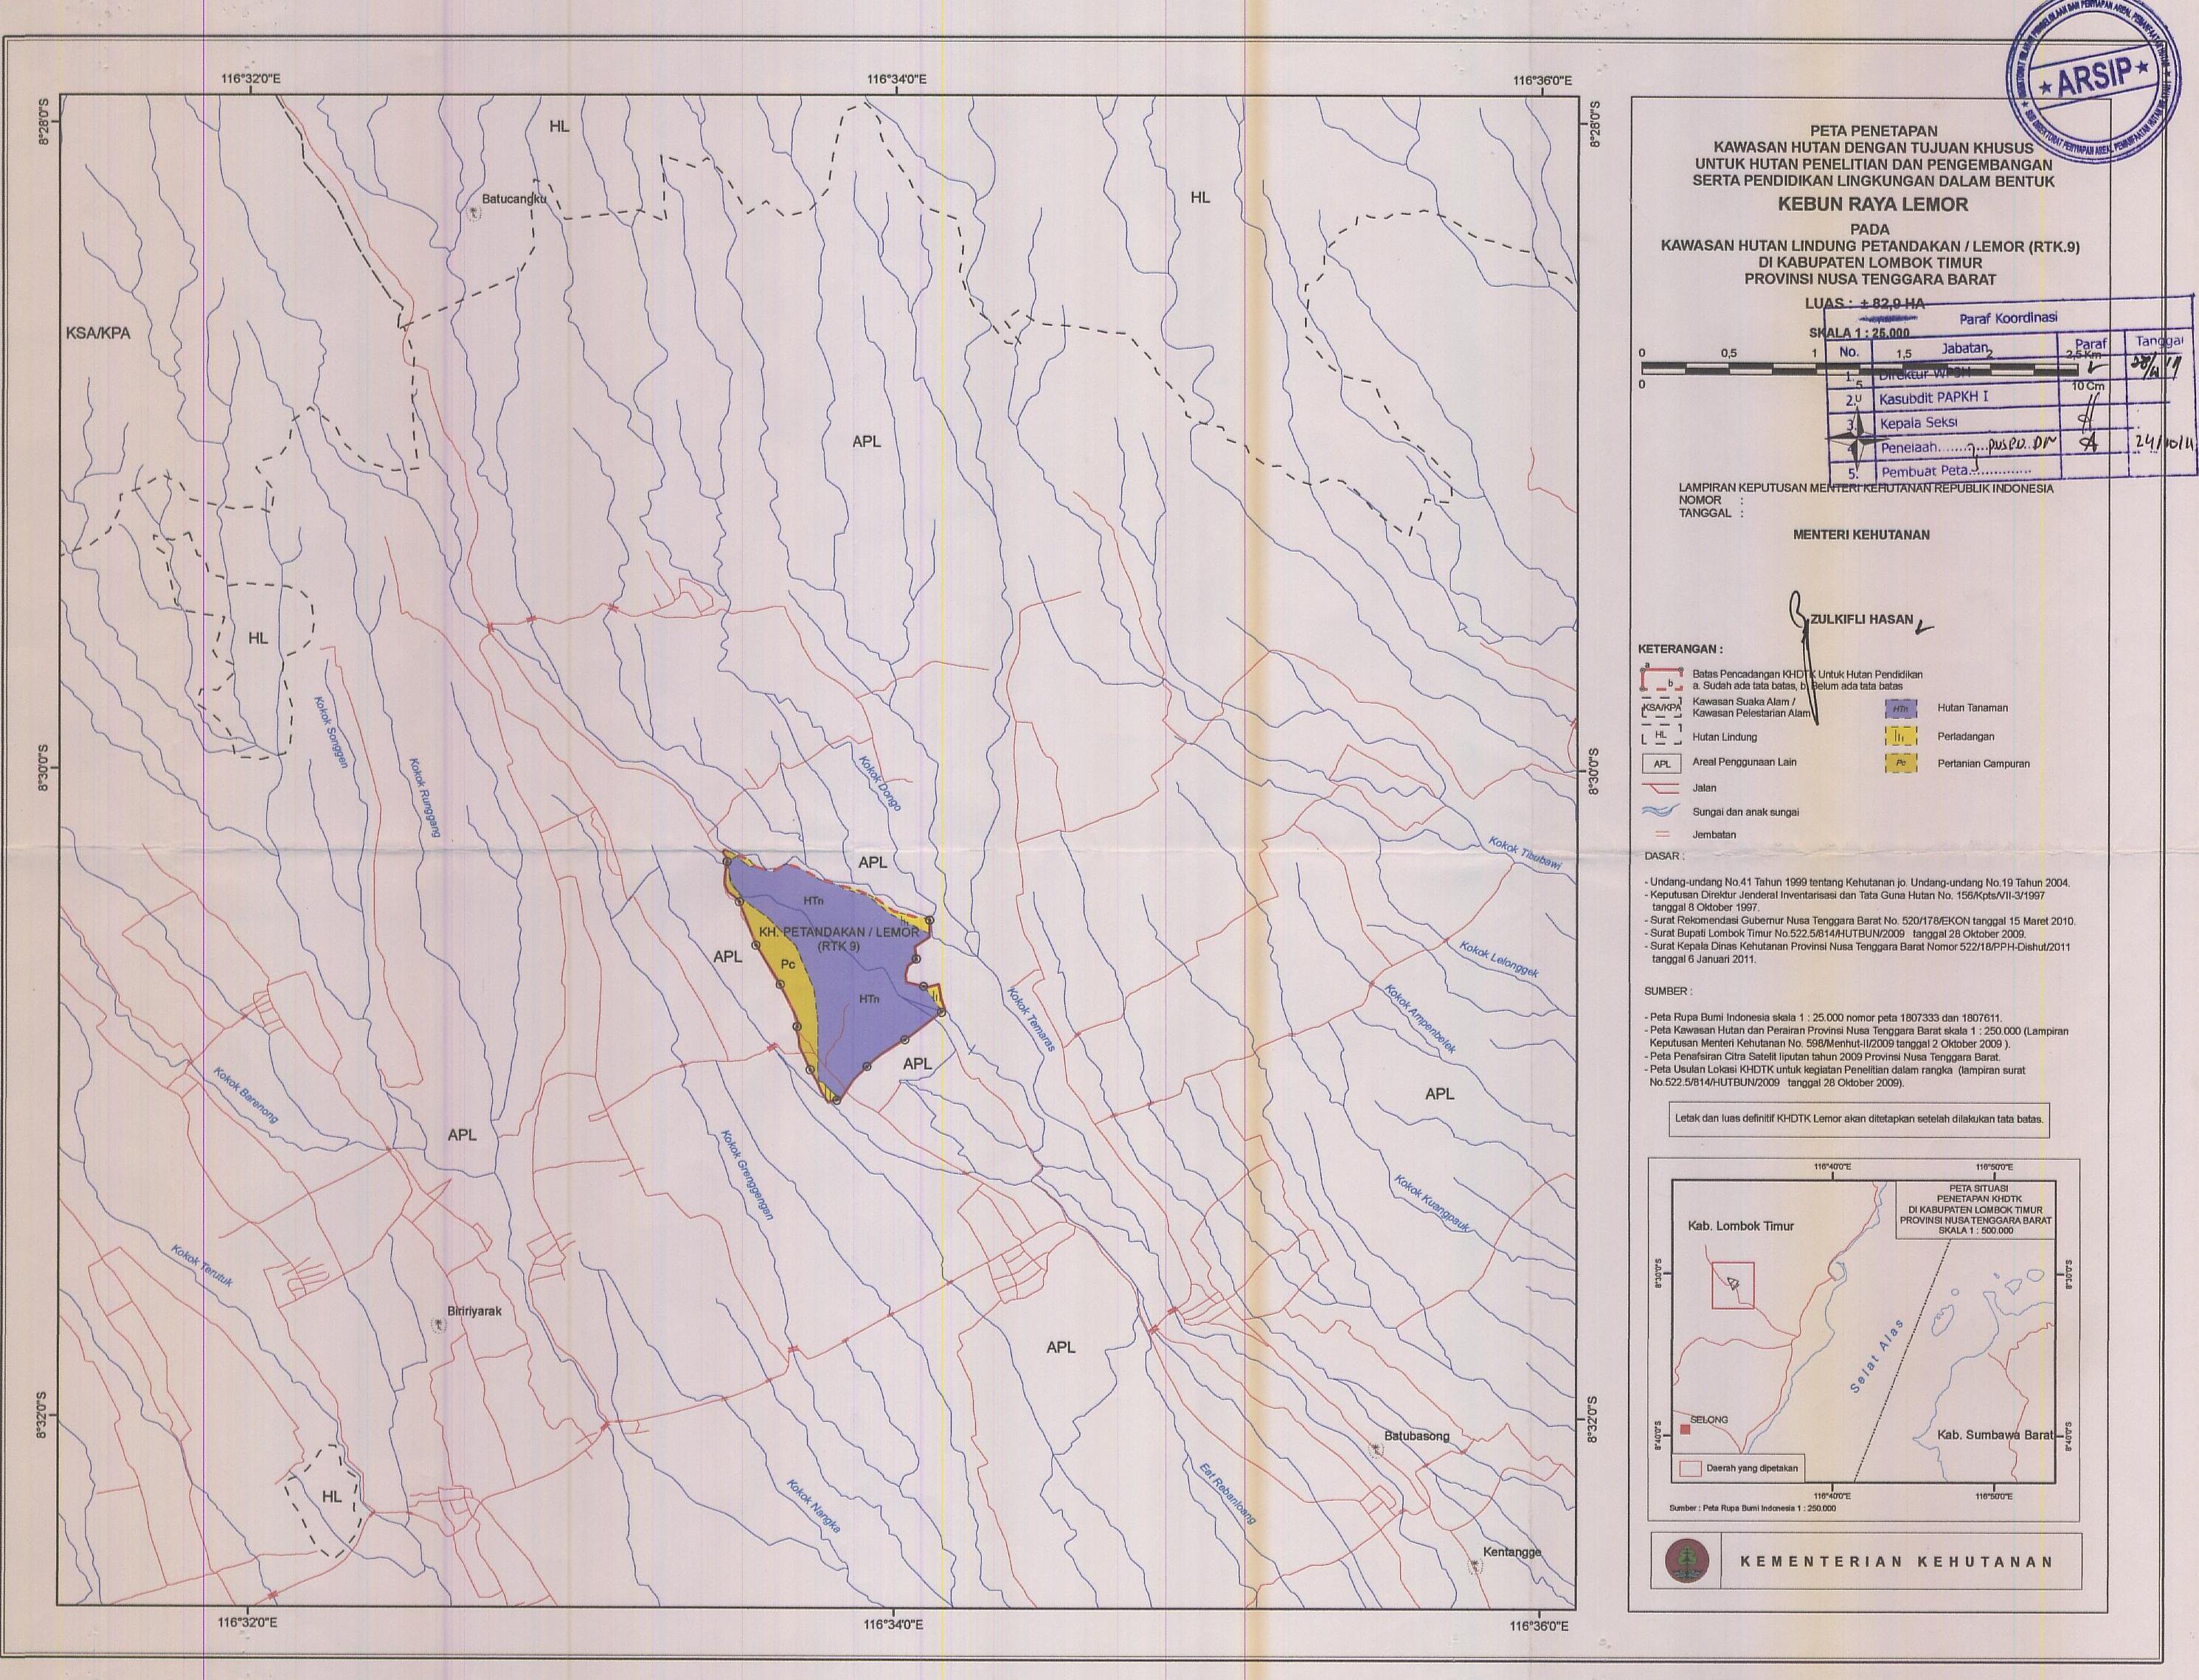 116°32'0"E
116°34'0"E
116°36'0"E
8°28'0"S
8°28'0"S
HL
Batucangku
HL
KSA/KPA
APL
HL
Kokok Songgen
Kokok Runggang
8°30'0"S
8°30'0"S
Kokok Dongo
Kokok Tibubawi
APL
HTn
KH. PETANDAKAN / LEMOR
(RTK 9)
APL
Pc
HTn
Kokok Lelonggek
Kokok Temaras
Kokok Ampenbelek
APL
APL
Kokok Barenong
APL
Kokok Grenggengan
Kokok Kuangpauk
Kokok Terutuk
Biririyarak
APL
8°32'0"S
8°32'0"S
Batubasong
HL
Kokok Nangka
Eat Rebanloang
Kentangge
116°32'0"E
116°34'0"E
116°36'0"E
ARSIP
PETA PENETAPAN
KAWASAN HUTAN DENGAN TUJUAN KHUSUS
UNTUK HUTAN PENELITIAN DAN PENGEMBANGAN
SERTA PENDIDIKAN LINGKUNGAN DALAM BENTUK
KEBUN RAYA LEMOR
PADA
KAWASAN HUTAN LINDUNG PETANDAKAN / LEMOR (RTK.9)
DI KABUPATEN LOMBOK TIMUR
PROVINSI NUSA TENGGARA BARAT
LUAS : ± 82,9 HA
SKALA 1 : 25.000
0 0,5 1 1,5 2 2,5 Km
0 5 10 Cm
Paraf Koordinasi
No. Jabatan Paraf Tanggal
1. Direktur WPSH
2. Kasubdit PAPKH I
3. Kepala Seksi
4. Penelaah
5. Pembuat Peta
LAMPIRAN KEPUTUSAN MENTERI KEHUTANAN REPUBLIK INDONESIA
NOMOR :
TANGGAL :
MENTERI KEHUTANAN
ZULKIFLI HASAN
KETERANGAN :
a
b
Batas Pencadangan KHDTK Untuk Hutan Pendidikan
a. Sudah ada tata batas, b. Belum ada tata batas
KSA/KPA Kawasan Suaka Alam /
Kawasan Pelestarian Alam
HTn Hutan Tanaman
HL Hutan Lindung
Perladangan
APL Areal Penggunaan Lain
Pc Pertanian Campuran
Jalan
Sungai dan anak sungai
Jembatan
DASAR :
- Undang-undang No.41 Tahun 1999 tentang Kehutanan jo. Undang-undang No.19 Tahun 2004.
- Keputusan Direktur Jenderal Inventarisasi dan Tata Guna Hutan No. 156/Kpts/VII-3/1997
tanggal 8 Oktober 1997.
- Surat Rekomendasi Gubernur Nusa Tenggara Barat No. 520/178/EKON tanggal 15 Maret 2010.
- Surat Bupati Lombok Timur No.522.5/814/HUTBUN/2009 tanggal 28 Oktober 2009.
- Surat Kepala Dinas Kehutanan Provinsi Nusa Tenggara Barat Nomor 522/18/PPH-Dishut/2011
tanggal 6 Januari 2011.
SUMBER :
- Peta Rupa Bumi Indonesia skala 1 : 25.000 nomor peta 1807333 dan 1807611.
- Peta Kawasan Hutan dan Perairan Provinsi Nusa Tenggara Barat skala 1 : 250.000 (Lampiran
Keputusan Menteri Kehutanan No. 598/Menhut-II/2009 tanggal 2 Oktober 2009 ).
- Peta Penafsiran Citra Satelit liputan tahun 2009 Provinsi Nusa Tenggara Barat.
- Peta Usulan Lokasi KHDTK untuk kegiatan Penelitian dalam rangka (lampiran surat
No.522.5/814/HUTBUN/2009 tanggal 28 Oktober 2009).
Letak dan luas definitif KHDTK Lemor akan ditetapkan setelah dilakukan tata batas.
116°40'0"E
116°50'0"E
PETA SITUASI
PENETAPAN KHDTK
DI KABUPATEN LOMBOK TIMUR
PROVINSI NUSA TENGGARA BARAT
SKALA 1 : 500.000
Kab. Lombok Timur
8°30'0"S
8°30'0"S
Selat Alas
SELONG
Kab. Sumbawa Barat
8°40'0"S
8°40'0"S
Daerah yang dipetakan
116°40'0"E
116°50'0"E
Sumber : Peta Rupa Bumi Indonesia 1 : 250.000
KEMENTERIAN KEHUTANAN